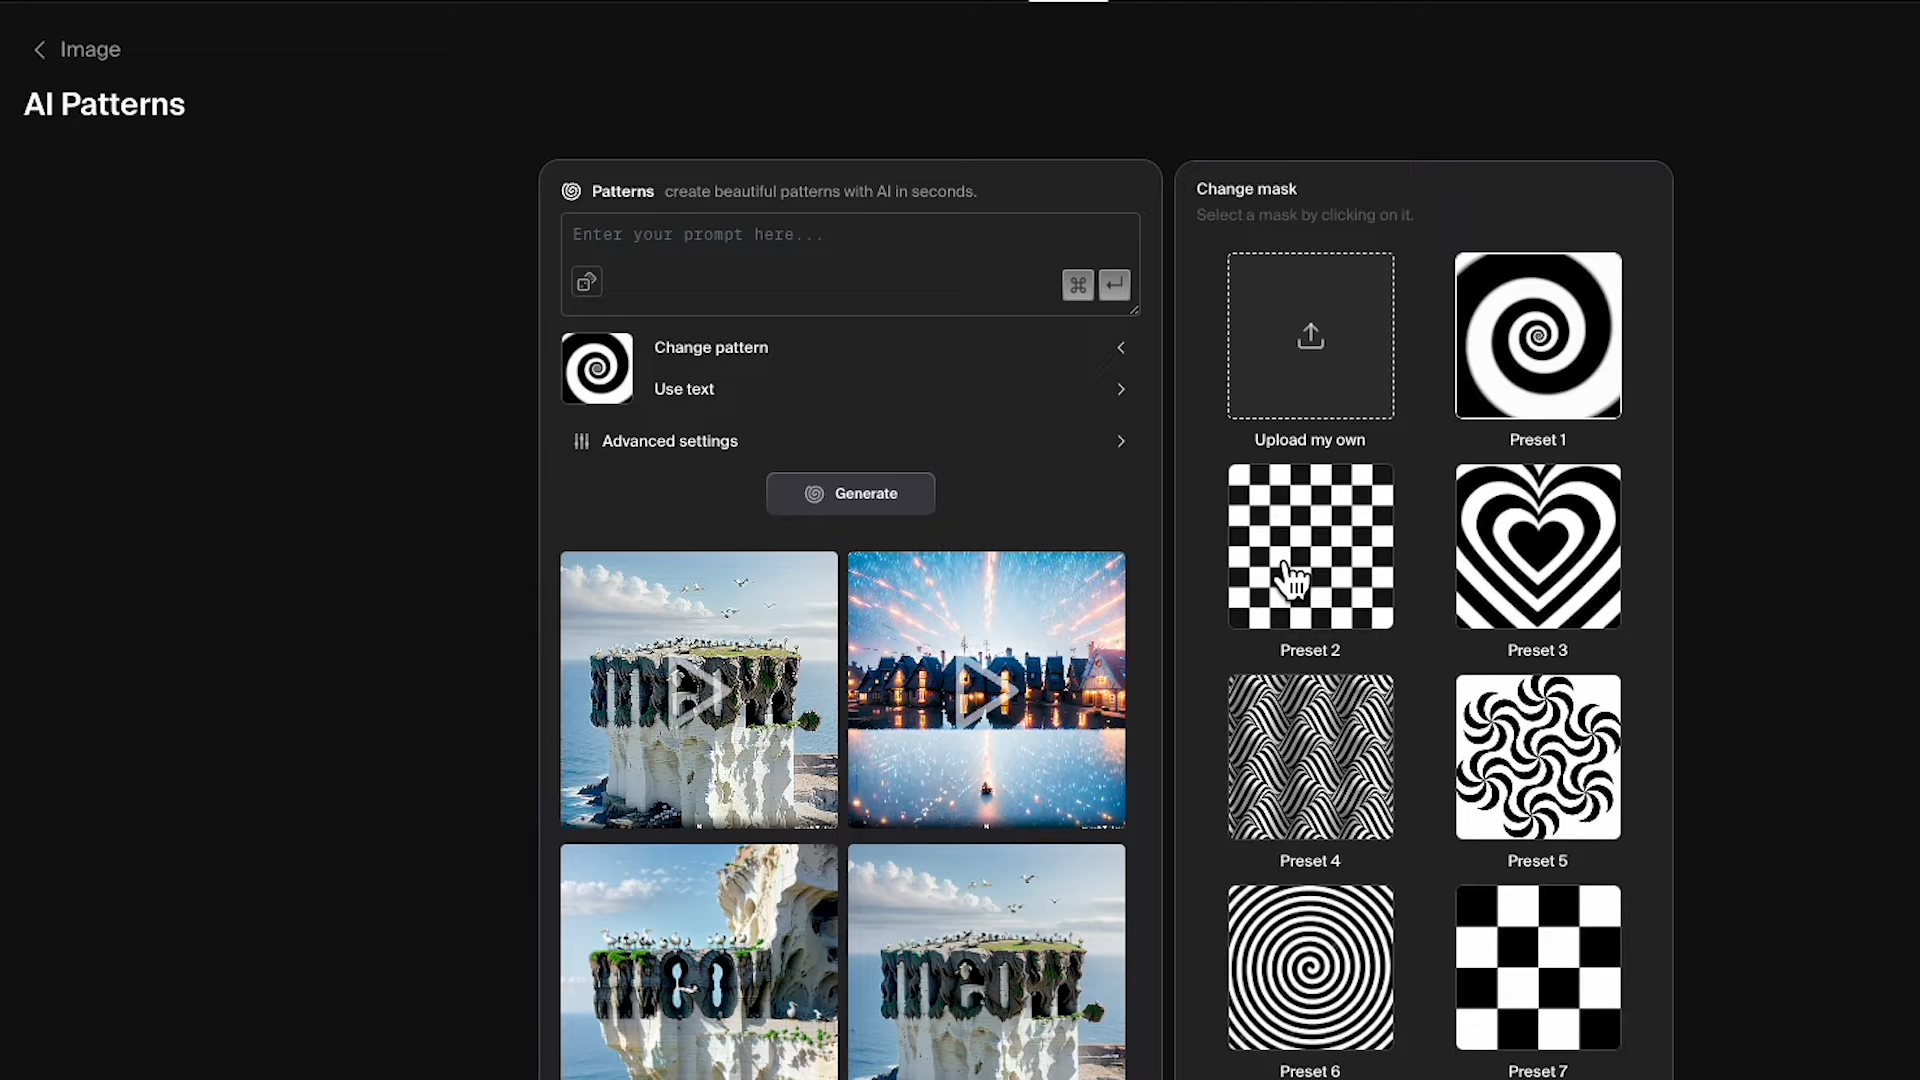 Image
AI Patterns
Patterns create beautiful patterns with AI in seconds.
Enter your prompt here...
Change pattern
Use text
Advanced settings
Generate
Change mask
Select a mask by clicking on it.
Upload my own
Preset 1
Preset 2
Preset 3
Preset 4
Preset 5
Preset 6
Preset 7